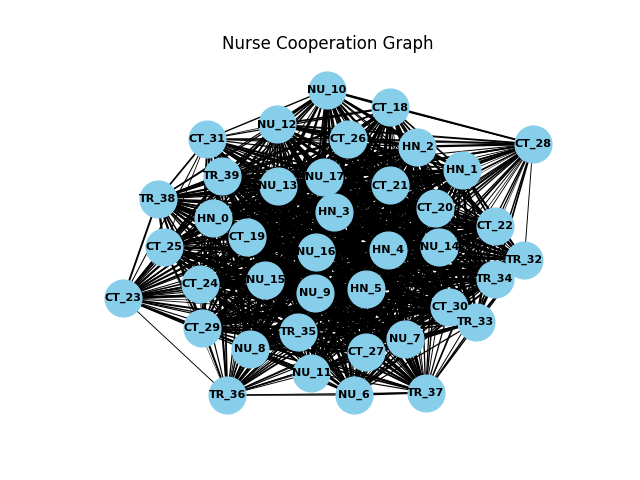 Nurse Cooperation Graph
NU_10
CT_18
NU_12
CT_31
CT_26
HN_2
CT_28
HN_1
TR_39
NU_17
NU_13
CT_21
TR_38
CT_20
HN_3
HN_0
CT_22
CT_19
CT_25
NU_14
HN_4
NU_16
TR_32
TR_34
NU_15
CT_24
HN_5
NU_9
CT_23
CT_30
TR_33
CT_29
TR_35
NU_7
NU_8
CT_27
NU_11
TR_37
TR_36
NU_6